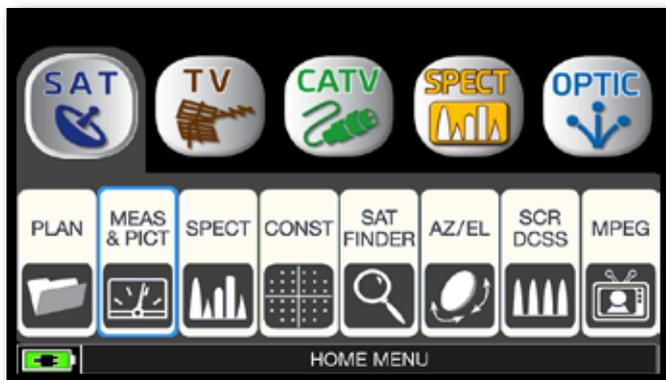 SAT
TV
CATV
SPECT
OPTIC
PLAN
MEAS
& PICT
SPECT
CONST
SAT
FINDER
AZ/EL
SCR
DCSS
MPEG
HOME MENU